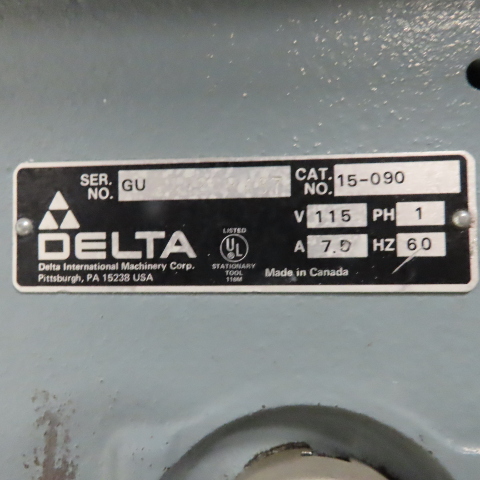 SER. NO. GU
CAT. NO. 15-090
V 115 PH 1
A 7.0 HZ 60
DELTA
Delta International Machinery Corp.
Pittsburgh, PA 15238 USA
LISTED
UL
STATIONARY
TOOL
116M
Made in Canada